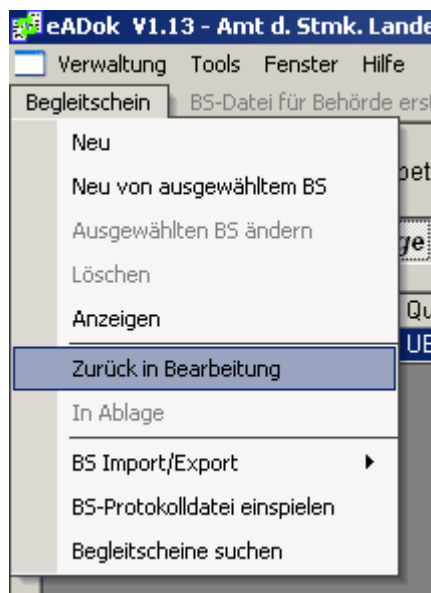 eADok V1.13 - Amt d. Stmk. Lande
Verwaltung Tools Fenster Hilfe
Begleitschein BS-Datei für Behörde erst
Neu
Neu von ausgewähltem BS
Ausgewählten BS ändern
Löschen
Anzeigen
Zurück in Bearbeitung
In Ablage
BS Import/Export
BS-Protokolldatei einspielen
Begleitscheine suchen